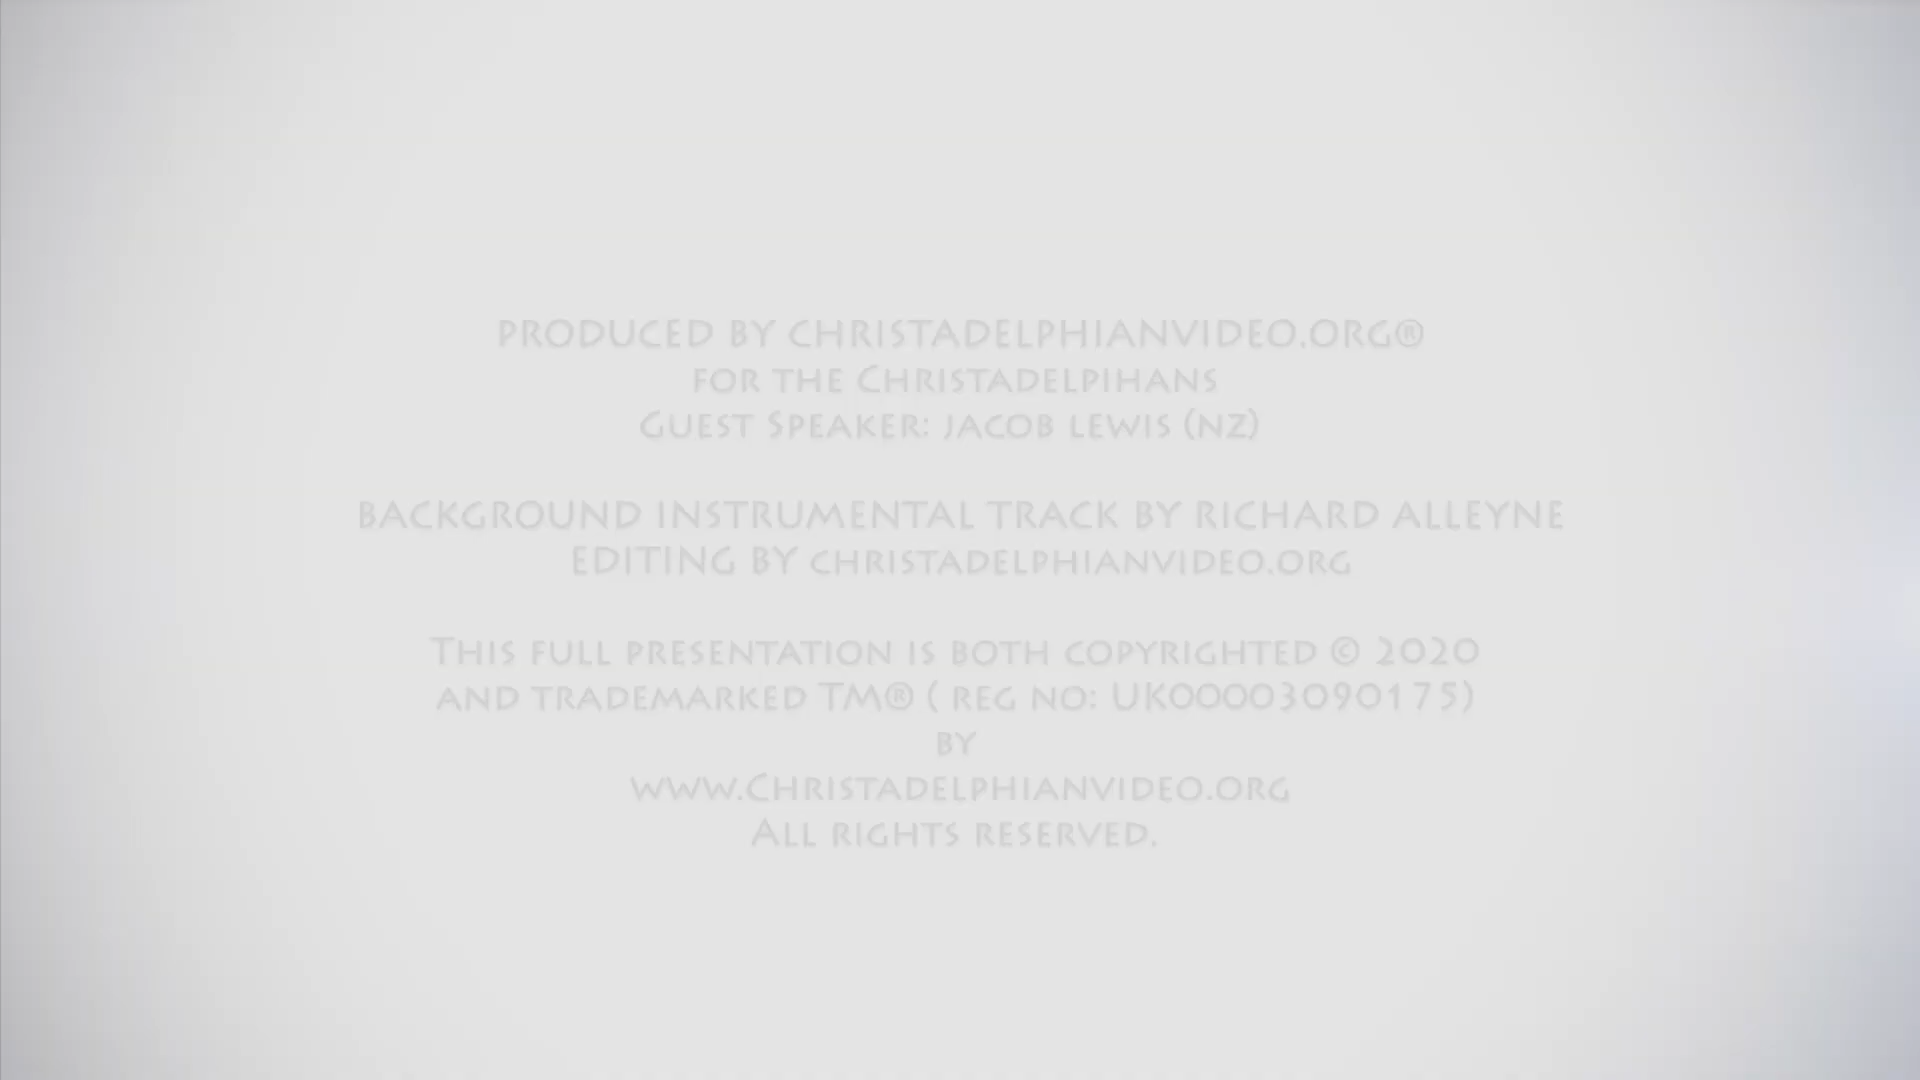 PRODUCED BY CHRISTADELPHIANVIDEO.ORG®
FOR THE CHRISTADELPIHANS
GUEST SPEAKER: JACOB LEWIS (NZ)
BACKGROUND INSTRUMENTAL TRACK BY RICHARD ALLEYNE
EDITING BY CHRISTADELPHIANVIDEO.ORG
THIS FULL PRESENTATION IS BOTH COPYRIGHTED © 2020
AND TRADEMARKED TM® ( REG NO: UK00003090175)
BY
WWW.CHRISTADELPHIANVIDEO.ORG
ALL RIGHTS RESERVED.